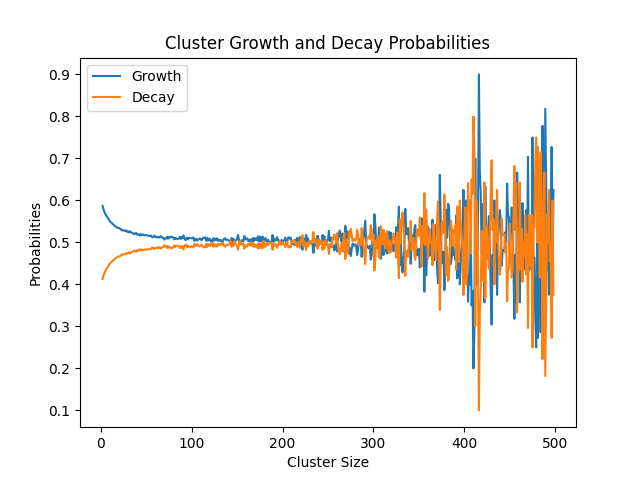 Cluster Growth and Decay Probabilities
Growth
Decay
Probabilities
0.9
0.8
0.7
0.6
0.5
0.4
0.3
0.2
0.1
0 100 200 300 400 500
Cluster Size